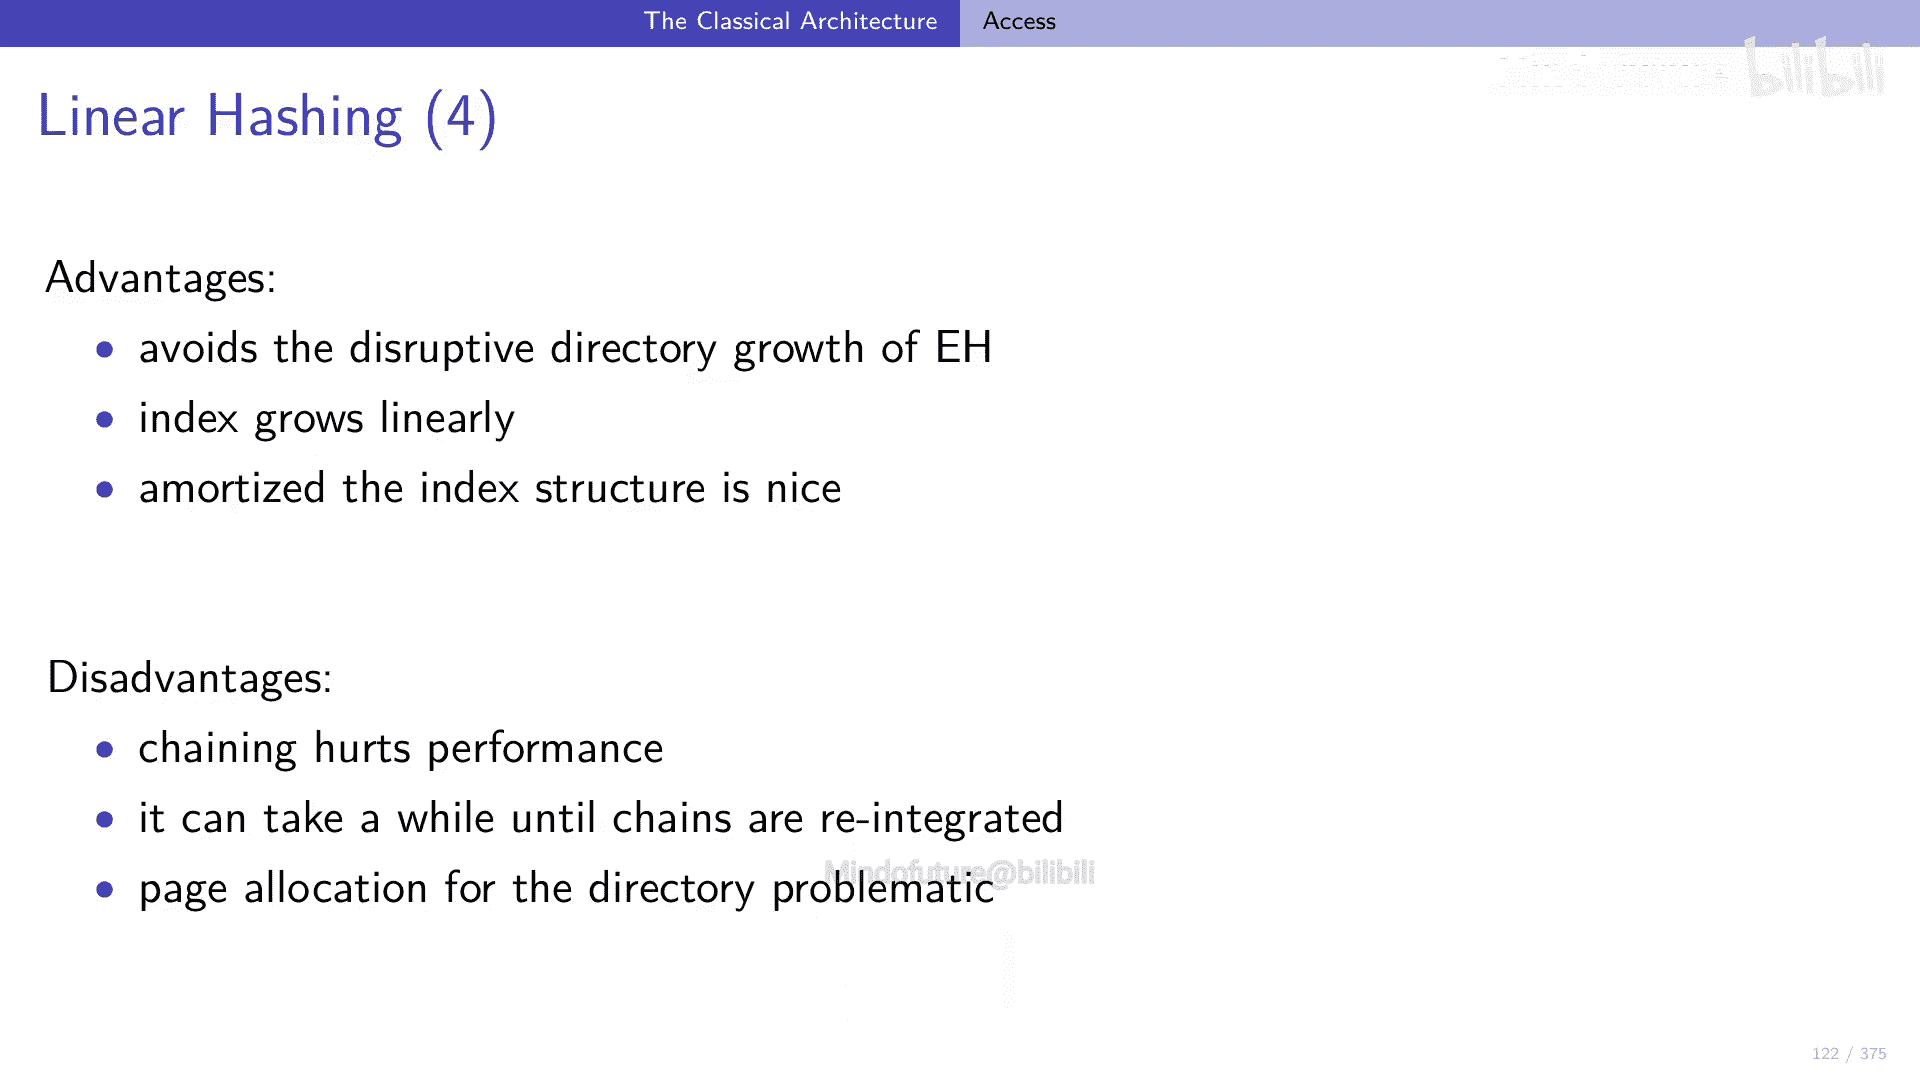 The Classical Architecture Access
bilibili
Linear Hashing (4)
Advantages:
• avoids the disruptive directory growth of EH
• index grows linearly
• amortized the index structure is nice
Disadvantages:
• chaining hurts performance
• it can take a while until chains are re-integrated
Mindofuture@bilibili
• page allocation for the directory problematic
122 / 375